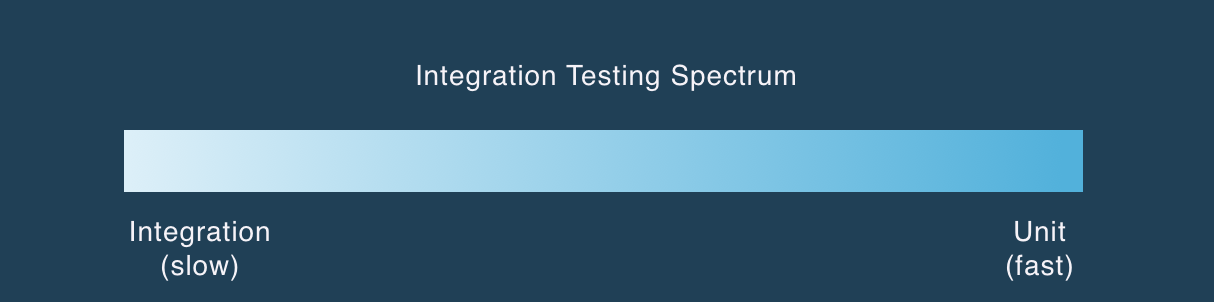 Integration Testing Spectrum
Integration
(slow)
Unit
(fast)